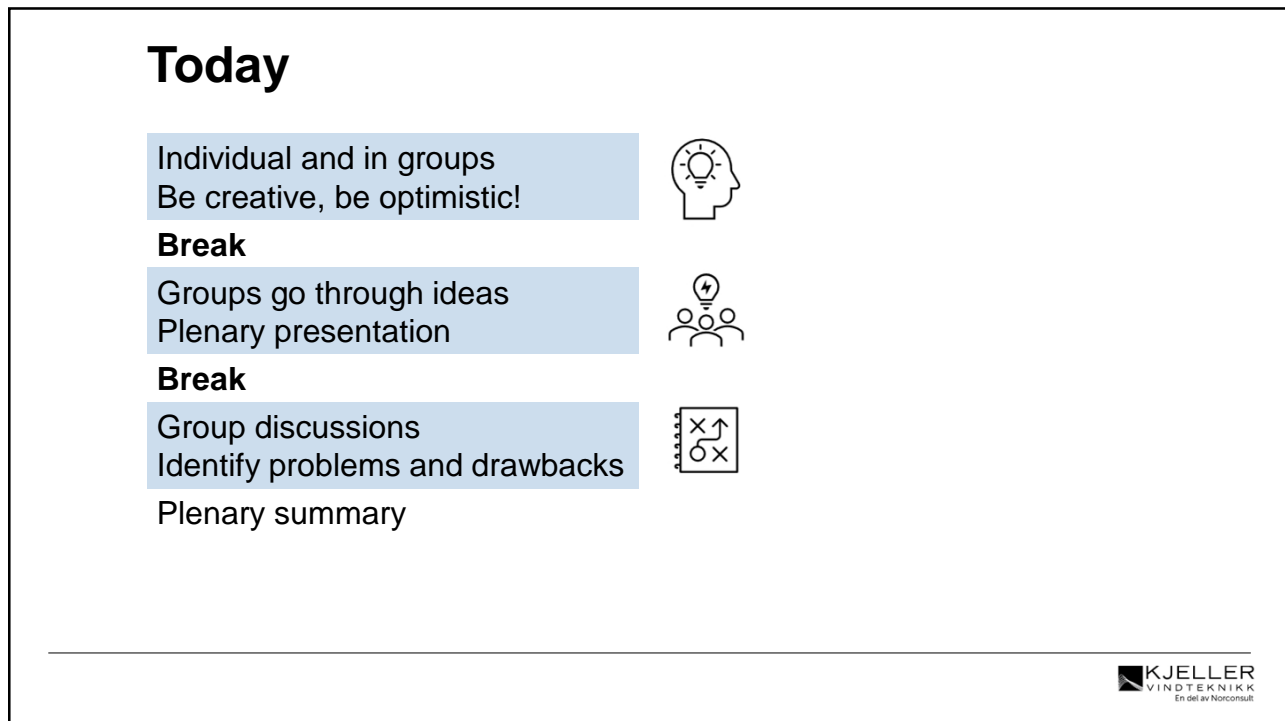 Today
Individual and in groups
Be creative, be optimistic!
Break
Groups go through ideas
Plenary presentation
Break
Group discussions
Identify problems and drawbacks
Plenary summary
KJELLER
VINDTEKNIKK
En del av Norconsult